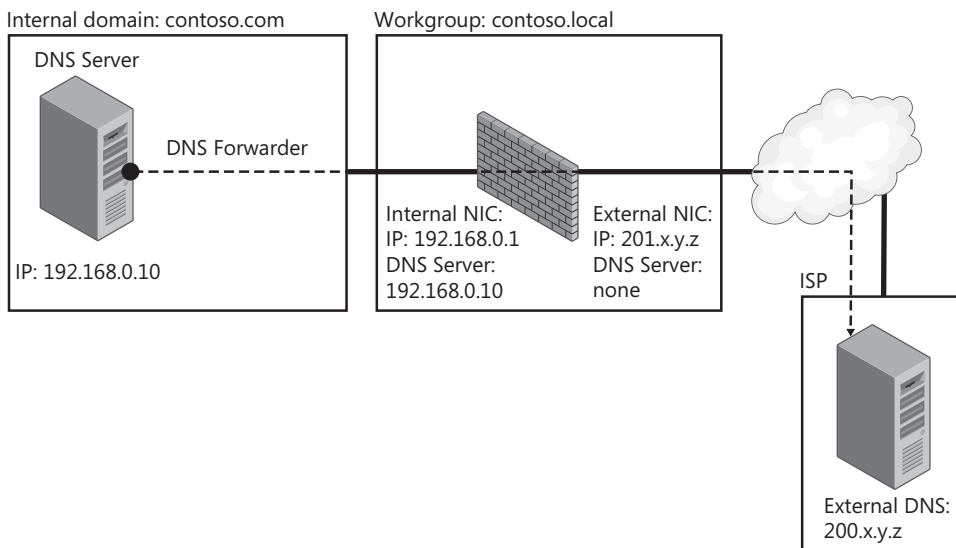 Internal domain: contoso.com
Workgroup: contoso.local
DNS Server
DNS Forwarder
IP: 192.168.0.10
Internal NIC:
IP: 192.168.0.1
DNS Server:
192.168.0.10
External NIC:
IP: 201.x.y.z
DNS Server:
none
ISP
External DNS:
200.x.y.z